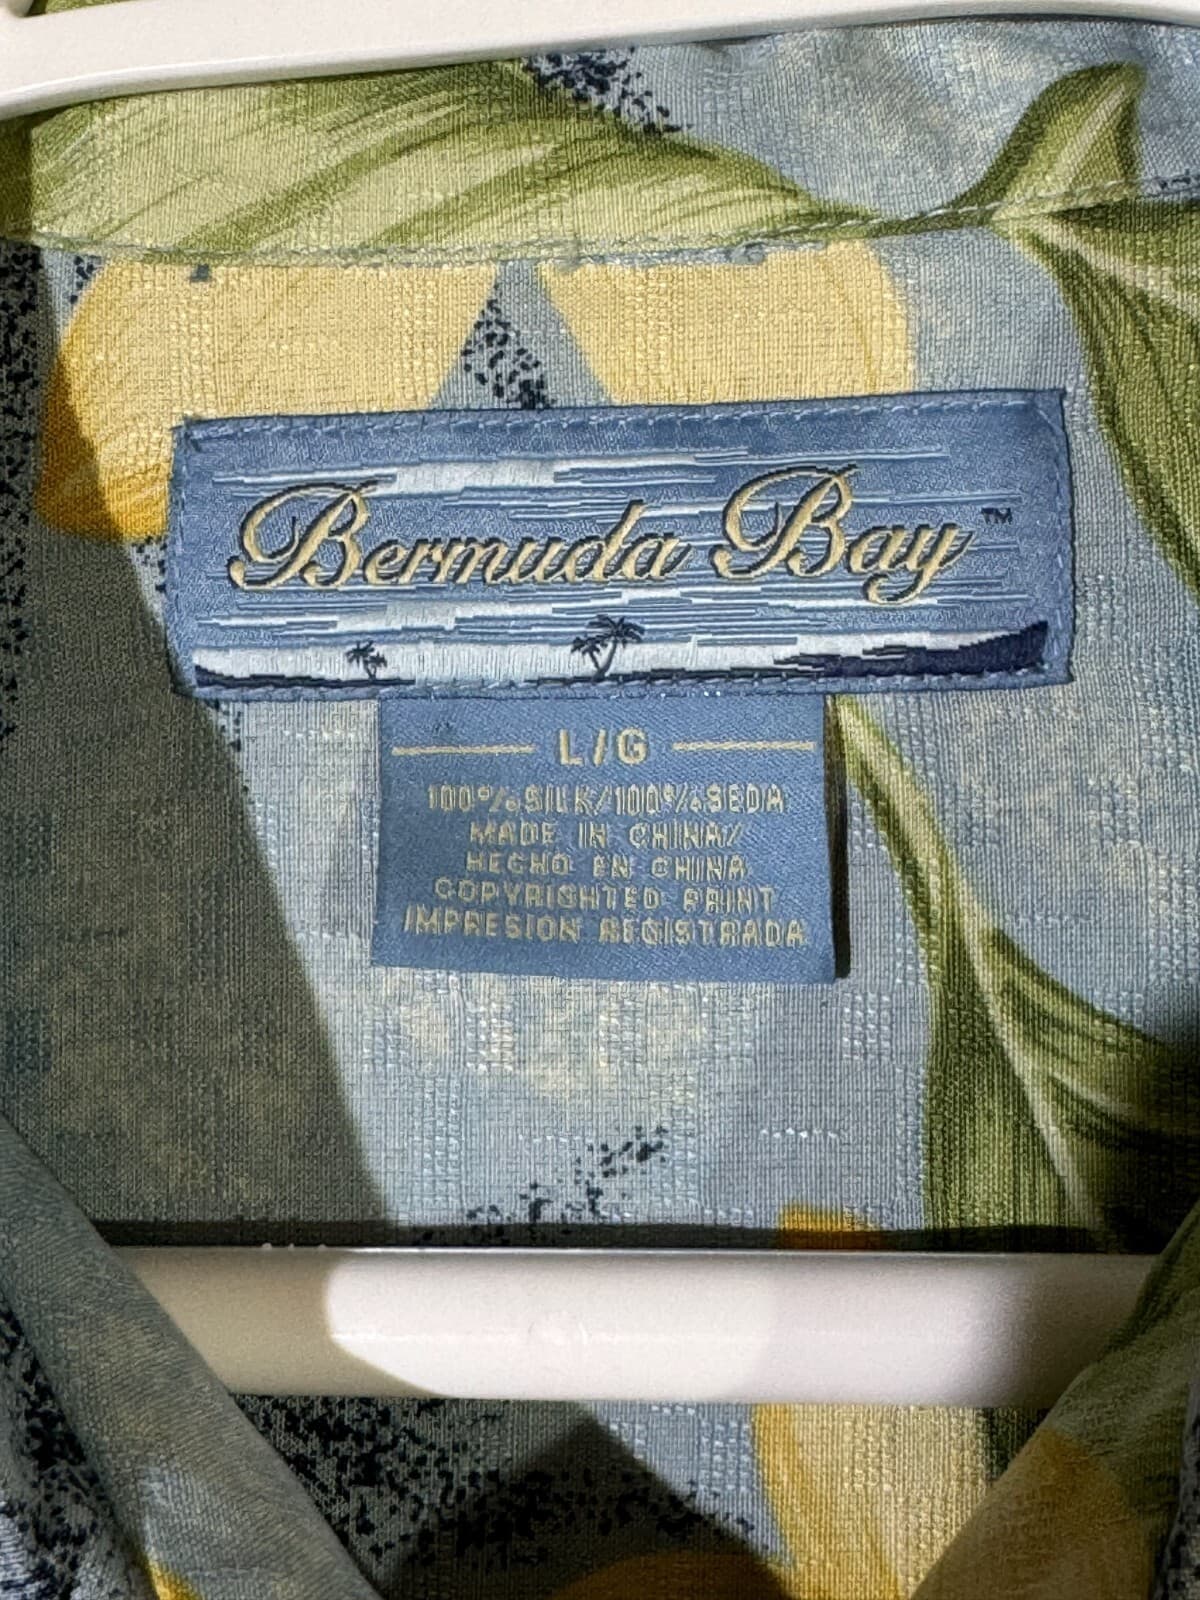 Bermuda Bay™
L/G
100% SILK/100% SEDA
MADE IN CHINA/
HECHO EN CHINA
COPYRIGHTED PRINT
IMPRESION REGISTRADA